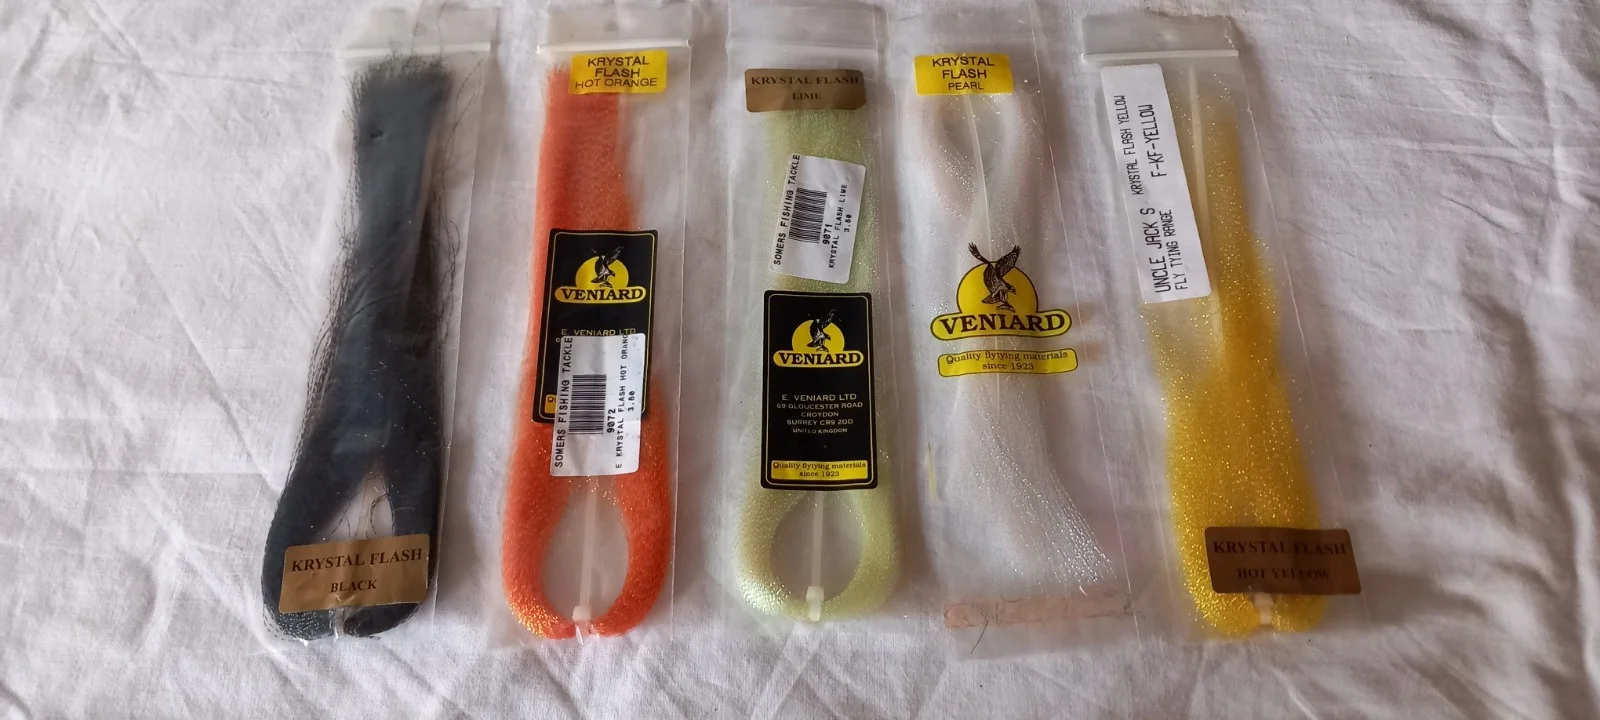 KRYSTAL FLASH
BLACK
KRYSTAL
FLASH
HOT ORANGE
VENIARD
E. VENIARD LTD
SOMERS FISHING TACKLE
9072
E KRYSTAL FLASH HOT ORANG
3.60
KRYSTAL FLASH
LIME
SOMERS FISHING TACKLE
9071
KRYSTAL FLASH LIME
3.60
VENIARD
E. VENIARD LTD
69 GLOUCESTER ROAD
CROYDON
SURREY CR9 2DD
UNITED KINGDOM
Quality flytying materials
since 1923
KRYSTAL
FLASH
PEARL
VENIARD
Quality flytying materials
since 1923
KRYSTAL FLASH YELLOW
UNCLE JACK S F-KF-YELLOW
FLY TYING RANGE
KRYSTAL FLASH
HOT YELLOW